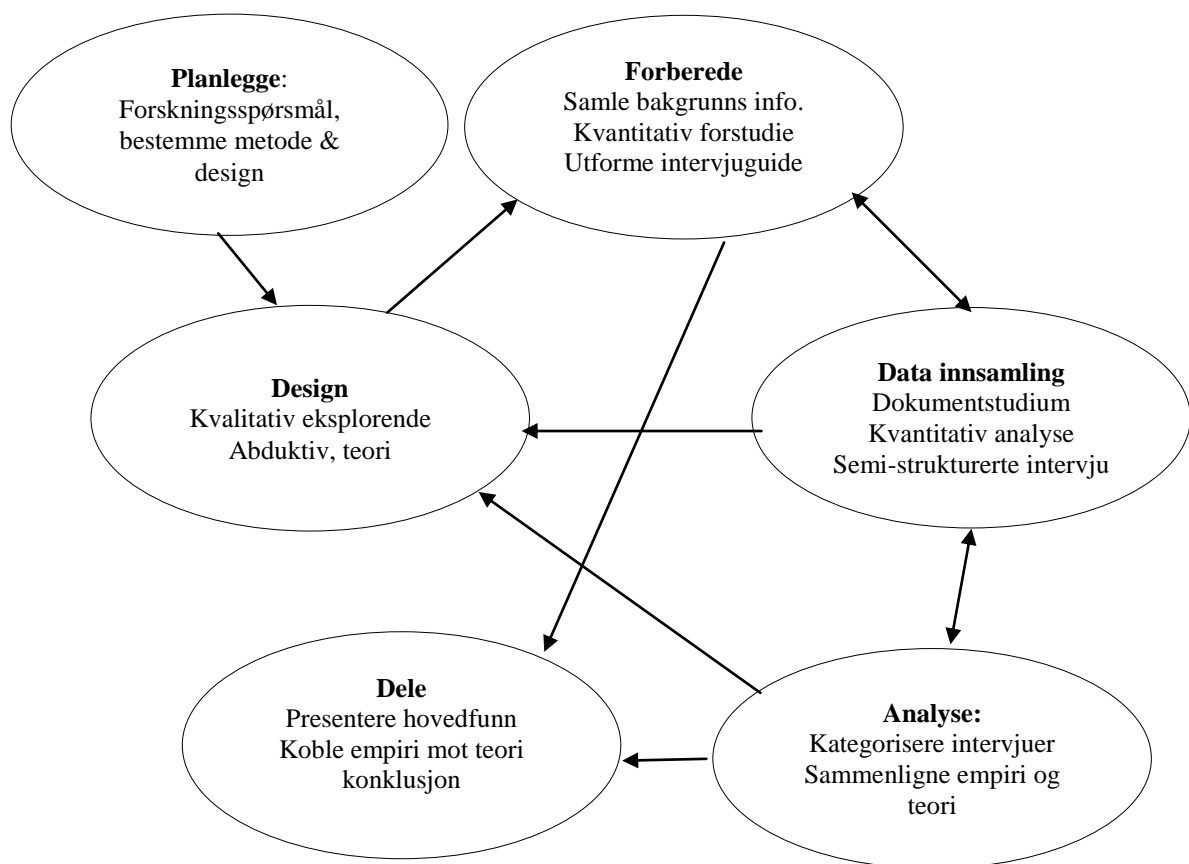 Planlegge:
Forskningsspørsmål,
bestemme metode &
design
Forberede
Samle bakgrunns info.
Kvantitativ forstudie
Utforme intervjuguide
Design
Kvalitativ eksplorende
Abduktiv, teori
Data innsamling
Dokumentstudium
Kvantitativ analyse
Semi-strukturerte intervju
Dele
Presentere hovedfunn
Koble empiri mot teori
konklusjon
Analyse:
Kategorisere intervjuer
Sammenligne empiri og
teori